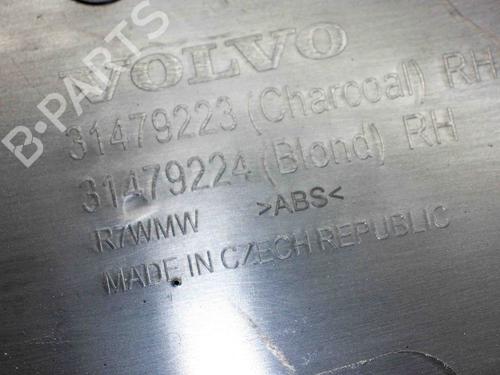 B-PARTS
VOLVO
31479223 (Charcoal) RH
31479224 (Blond) RH
R7WMW >ABS<
MADE IN CZECH REPUBLIC